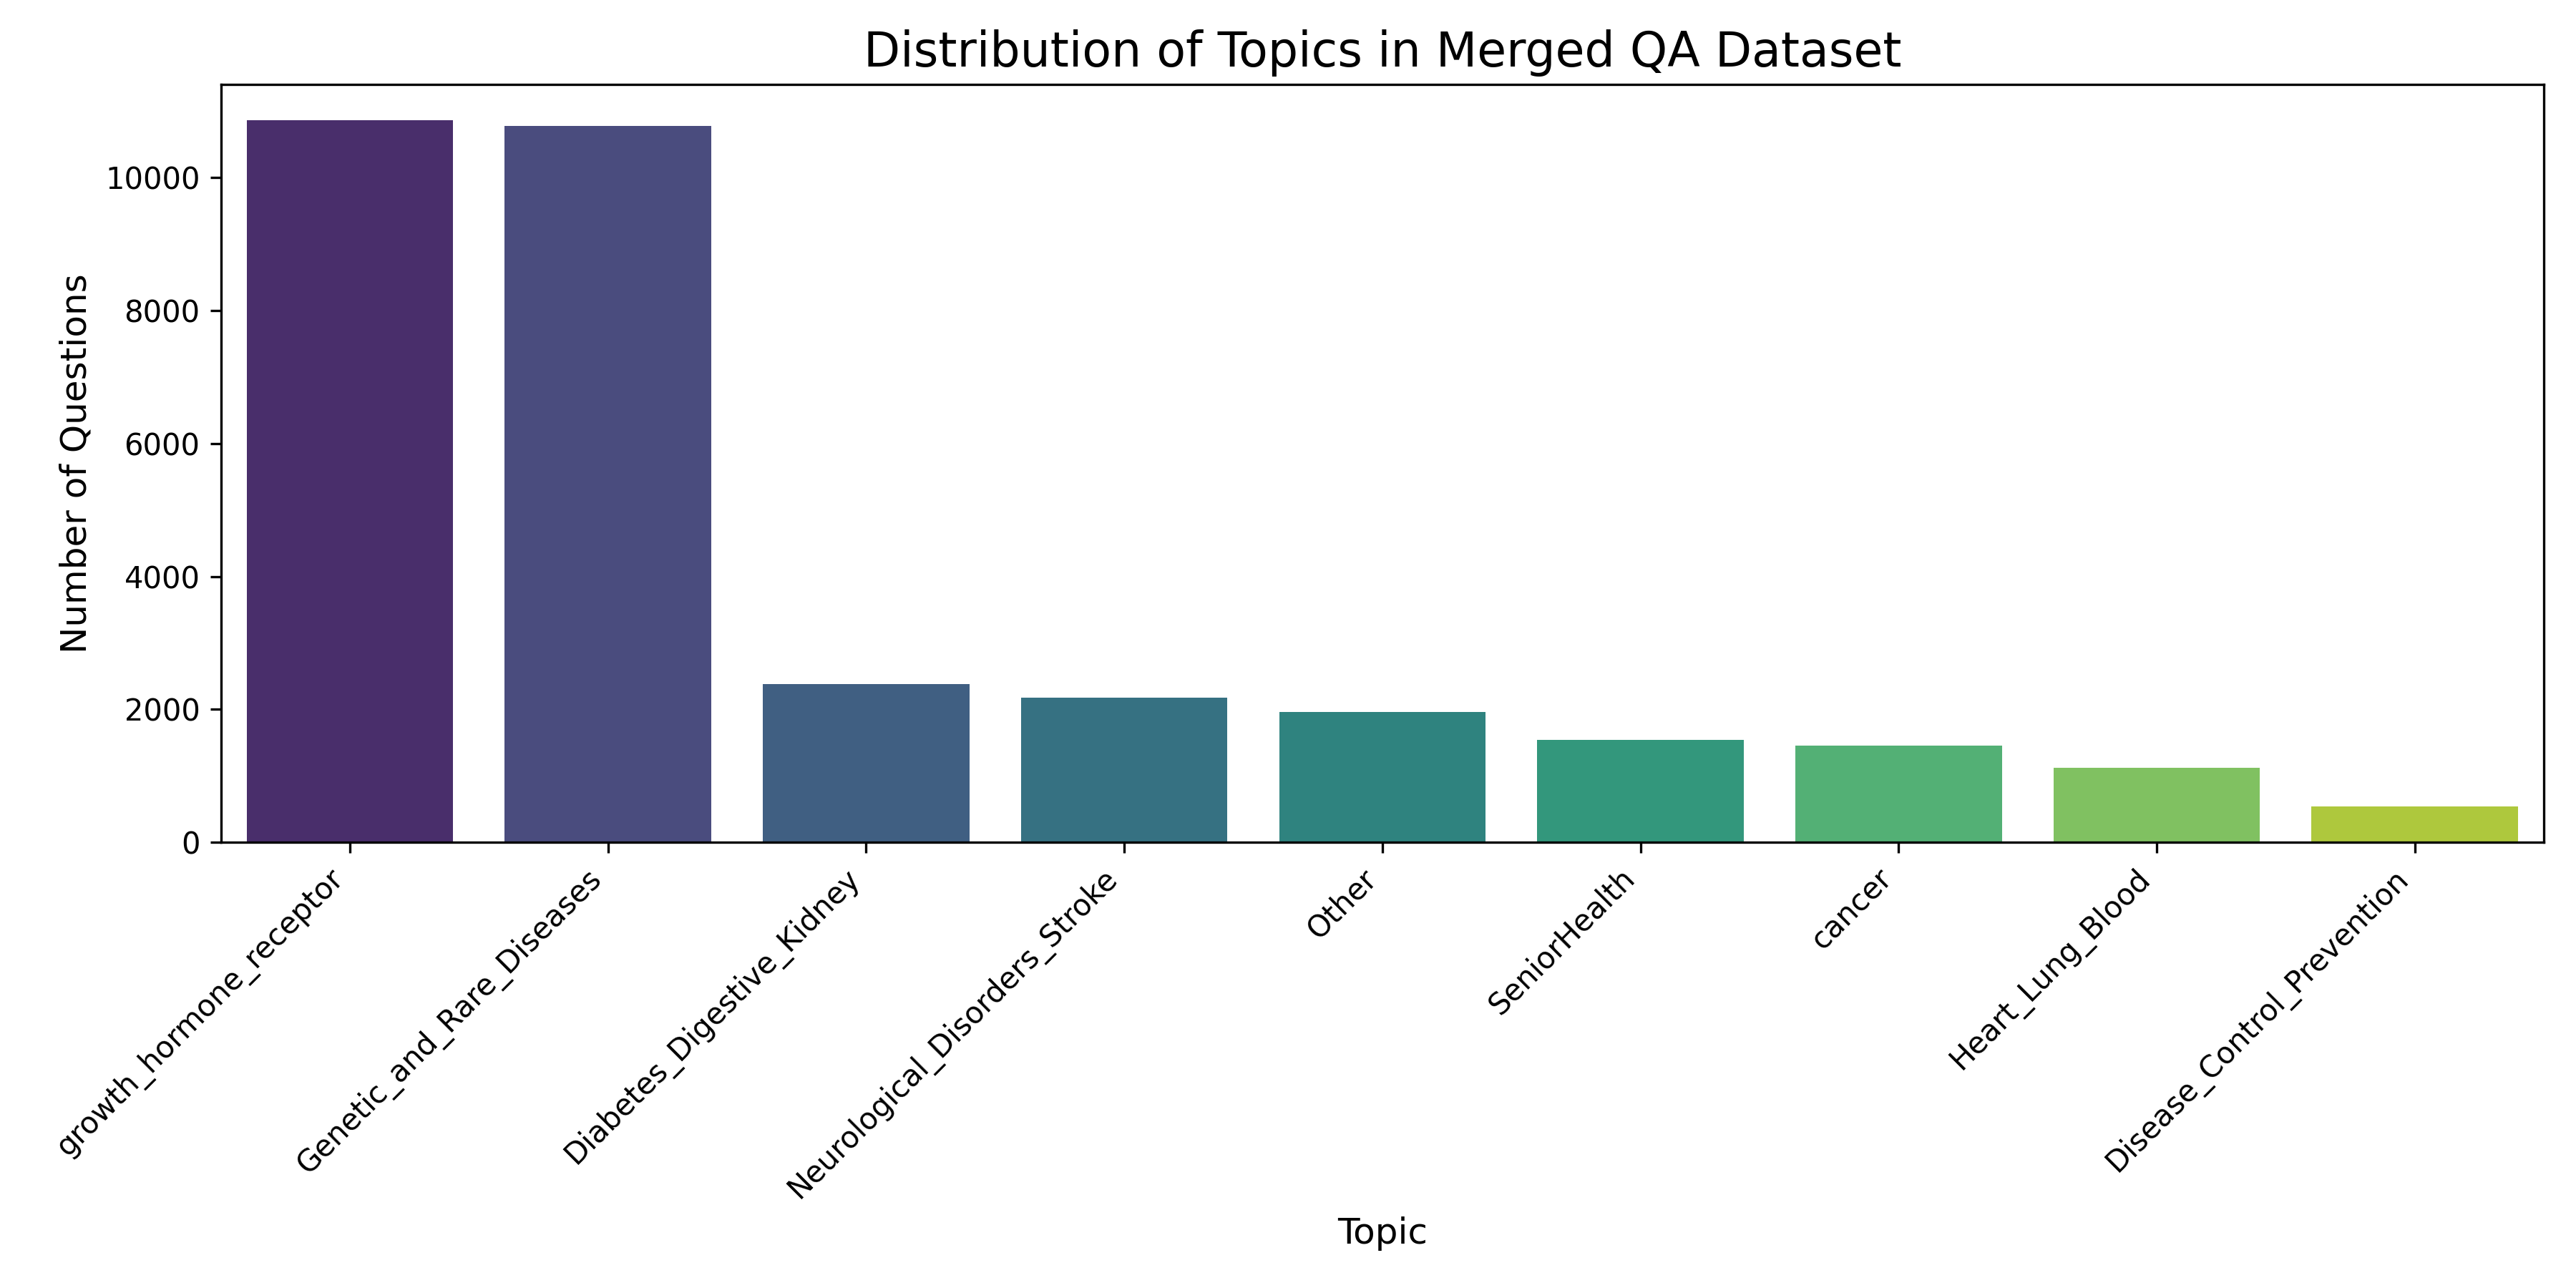 Distribution of Topics in Merged QA Dataset
Number of Questions
10000
8000
6000
4000
2000
0
growth_hormone_receptor
Genetic_and_Rare_Diseases
Diabetes_Digestive_Kidney
Neurological_Disorders_Stroke
Other
SeniorHealth
cancer
Heart_Lung_Blood
Disease_Control_Prevention
Topic